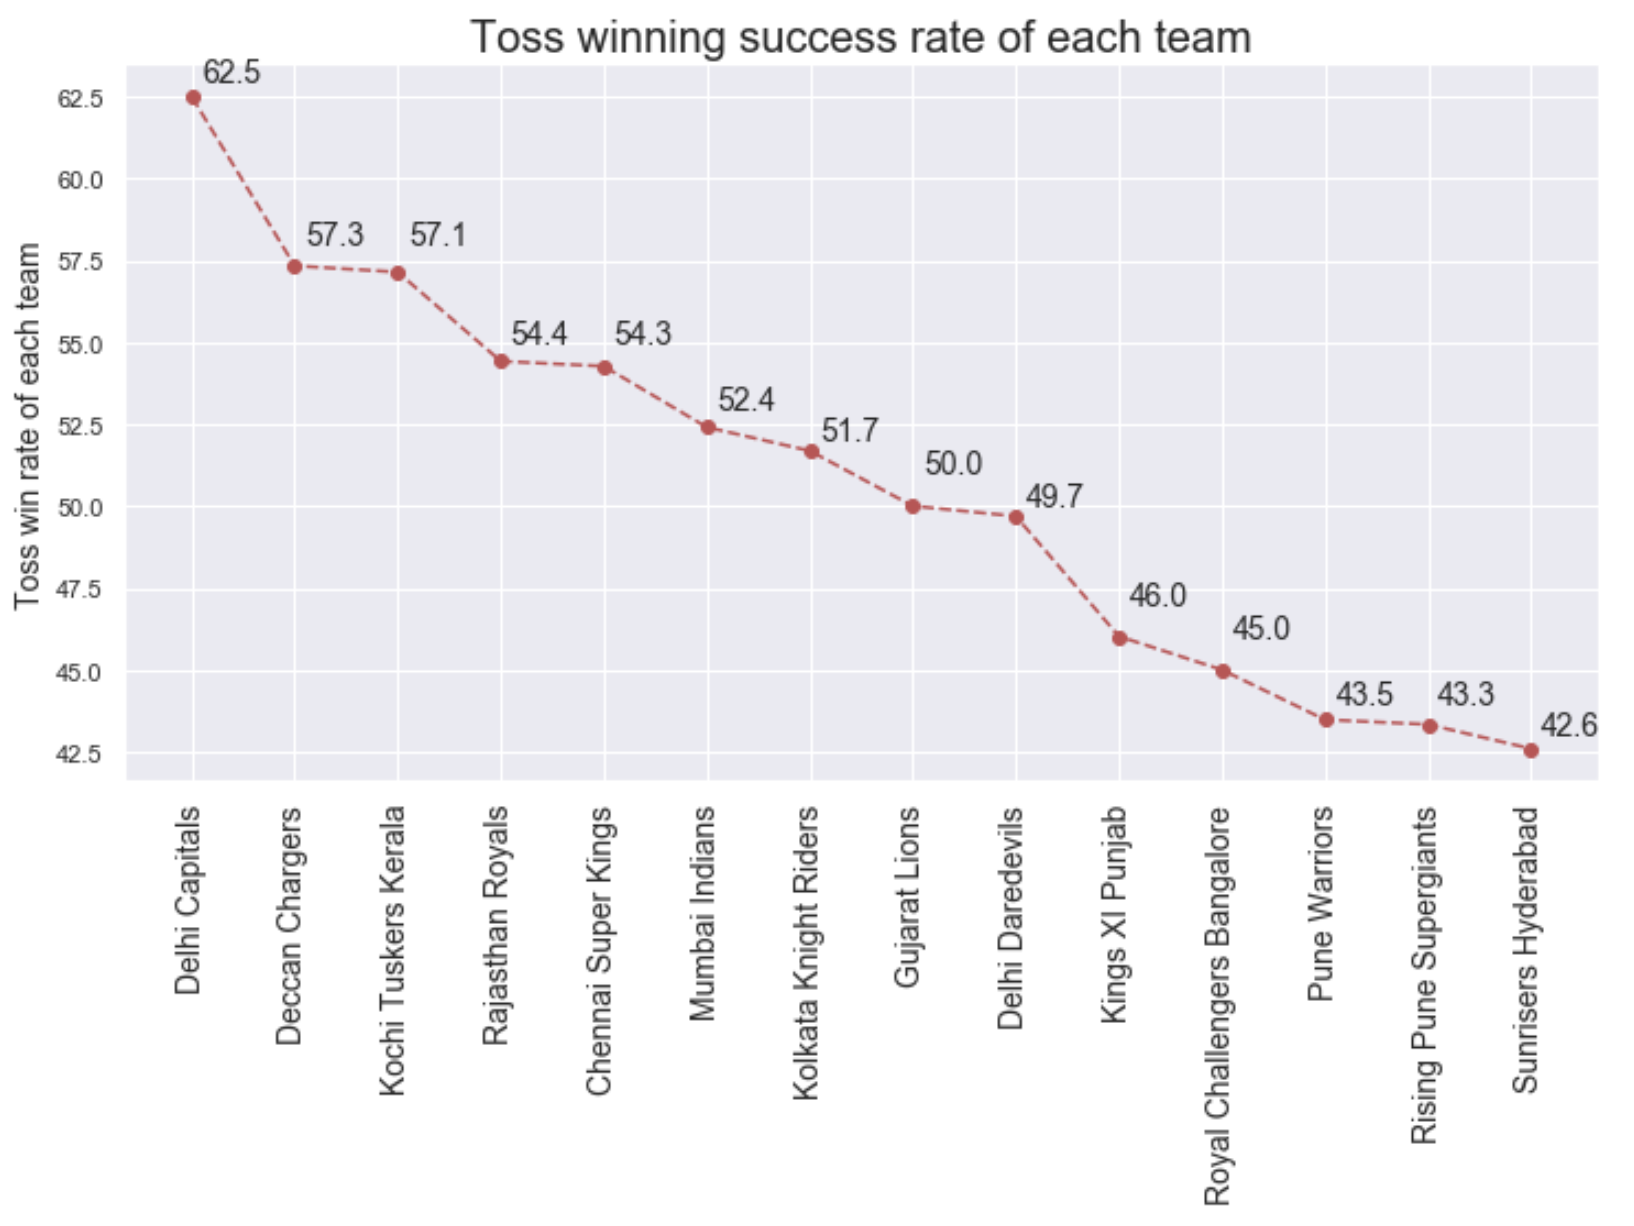 Toss winning success rate of each team
Toss win rate of each team
62.5
60.0
57.5
55.0
52.5
50.0
47.5
45.0
42.5
62.5
57.3
57.1
54.4
54.3
52.4
51.7
50.0
49.7
46.0
45.0
43.5
43.3
42.6
Delhi Capitals
Deccan Chargers
Kochi Tuskers Kerala
Rajasthan Royals
Chennai Super Kings
Mumbai Indians
Kolkata Knight Riders
Gujarat Lions
Delhi Daredevils
Kings XI Punjab
Royal Challengers Bangalore
Pune Warriors
Rising Pune Supergiants
Sunrisers Hyderabad